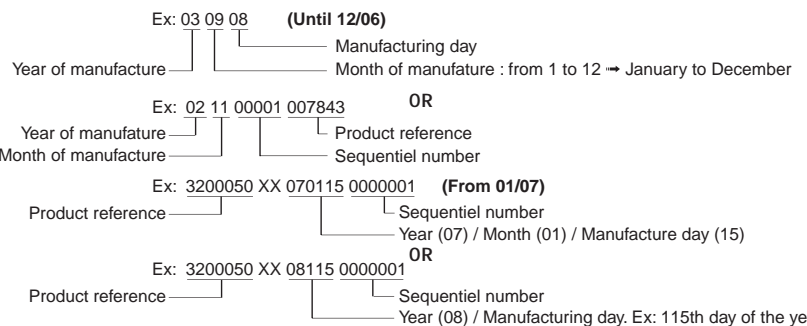 Ex: 03 09 08 (Until 12/06)
Manufacturing day
Year of manufacture Month of manufature : from 1 to 12 ➟ January to December
OR
Ex: 02 11 00001 007843
Year of manufature Product reference
Month of manufacture Sequentiel number
Ex: 3200050 XX 070115 0000001 (From 01/07)
Product reference Sequentiel number
Year (07) / Month (01) / Manufacture day (15)
OR
Ex: 3200050 XX 08115 0000001
Product reference Sequentiel number
Year (08) / Manufacturing day. Ex: 115th day of the